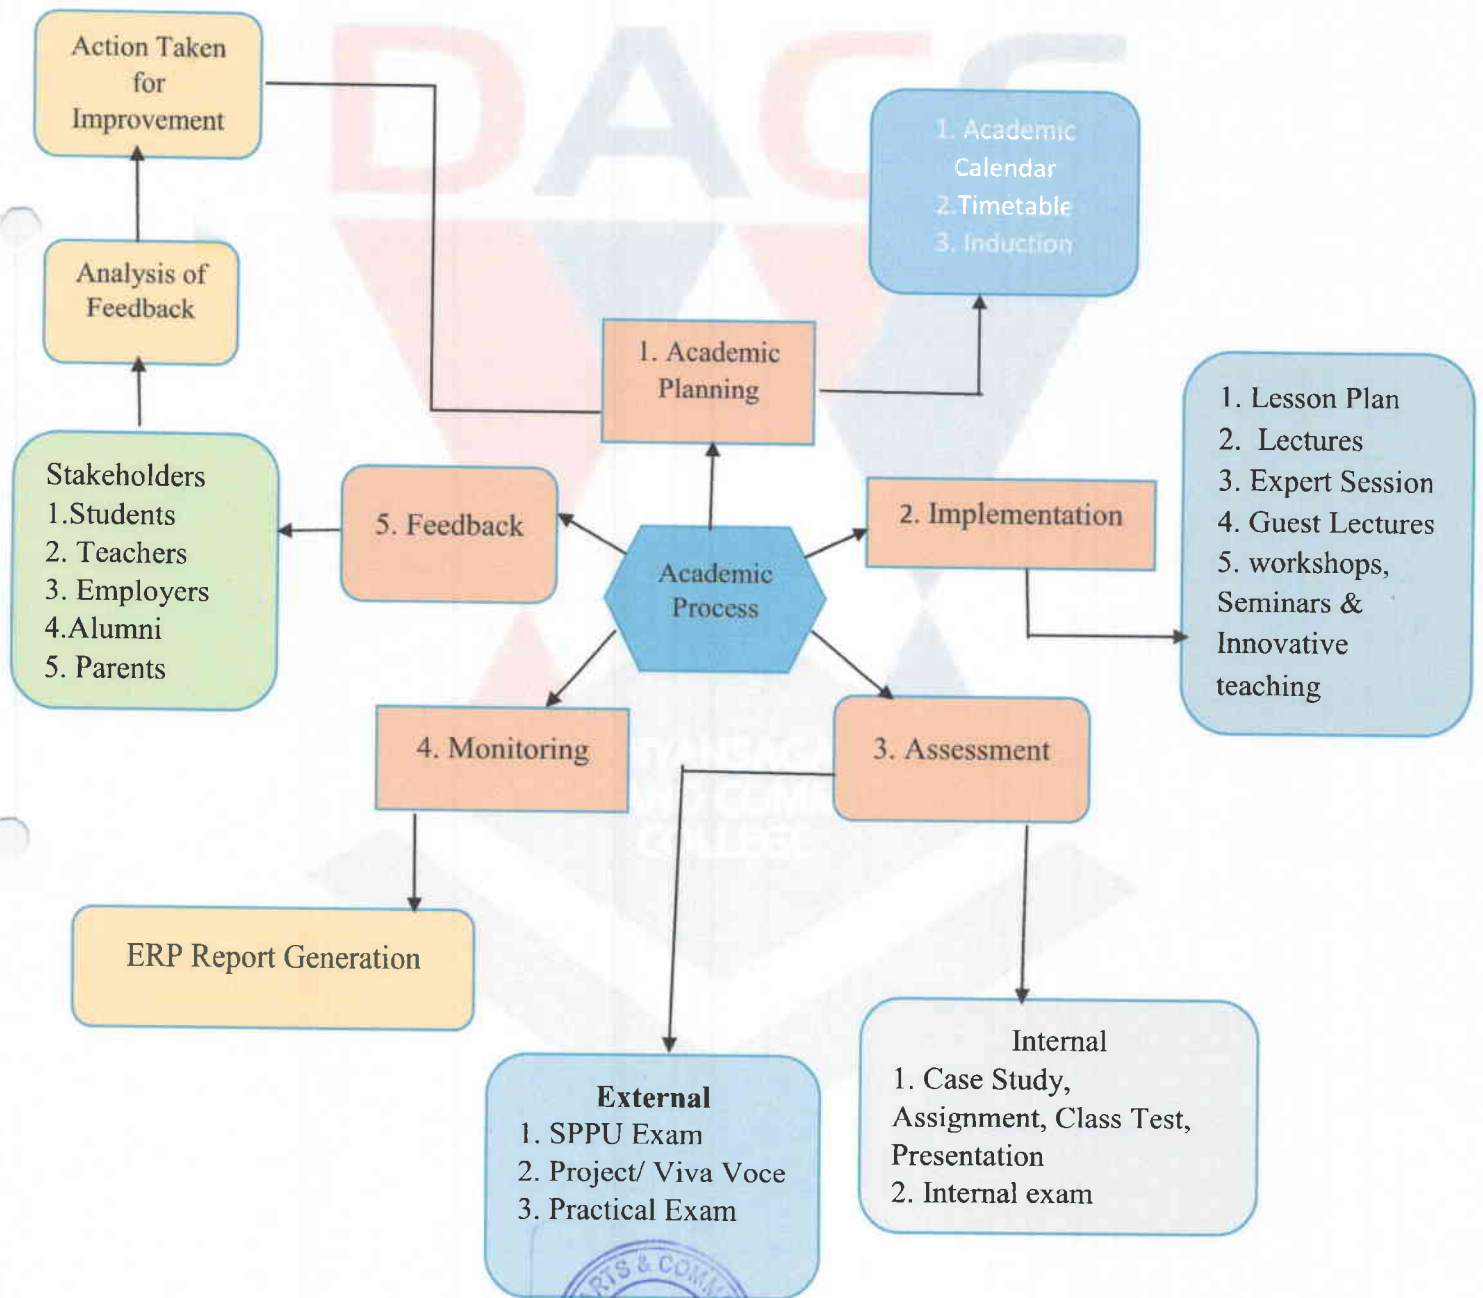 DACS
Action Taken
for
Improvement
Analysis of
Feedback
Stakeholders
1.Students
2. Teachers
3. Employers
4.Alumni
5. Parents
5. Feedback
1. Academic
Planning
1. Academic
Calendar
2.Timetable
3. Induction
2. Implementation
1. Lesson Plan
2. Lectures
3. Expert Session
4. Guest Lectures
5. workshops,
Seminars &
Innovative
teaching
Academic
Process
4. Monitoring
3. Assessment
COLLEGE
ERP Report Generation
External
1. SPPU Exam
2. Project/ Viva Voce
3. Practical Exam
Internal
1. Case Study,
Assignment, Class Test,
Presentation
2. Internal exam
ARTS & COMM